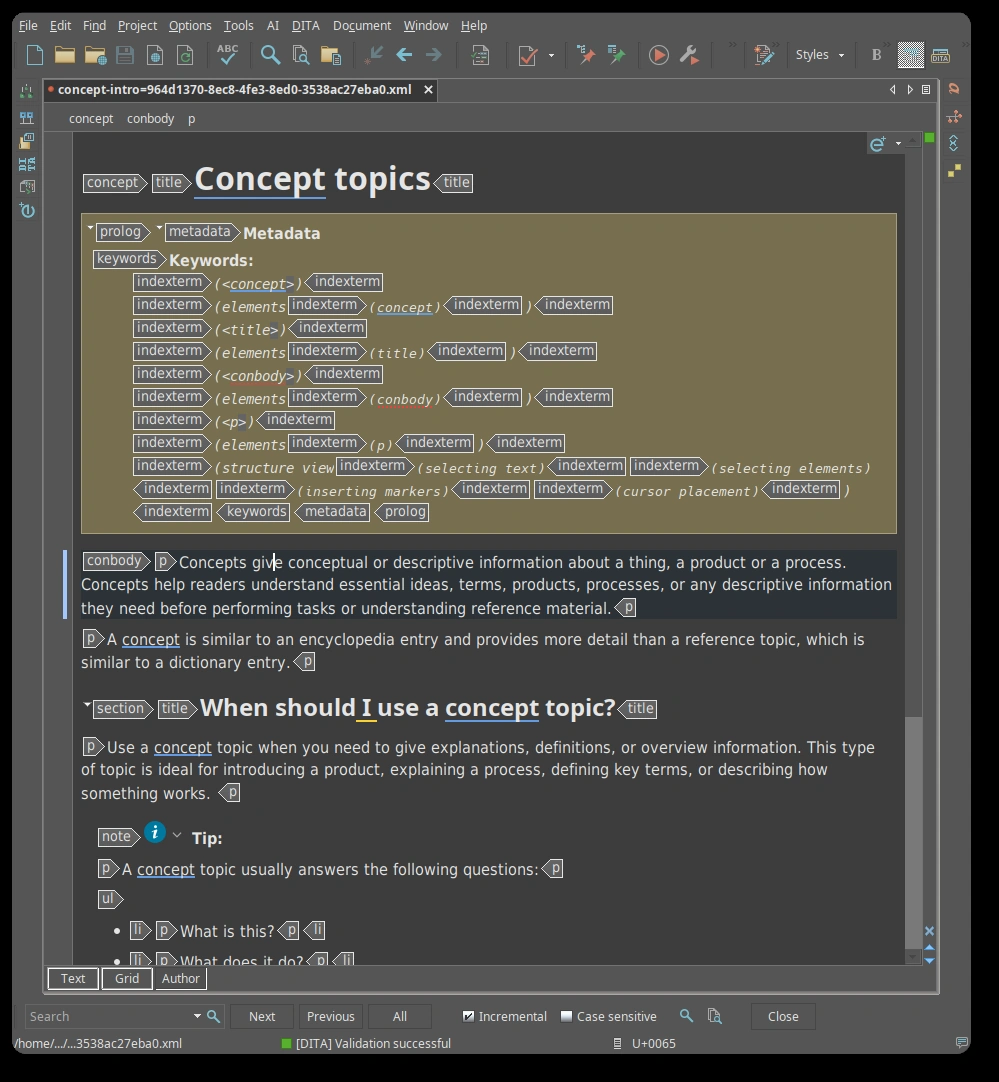 File Edit Find Project Options Tools AI DITA Document Window Help
ABC Styles B DITA
concept-intro=964d1370-8ec8-4fe3-8ed0-3538ac27eba0.xml
concept conbody p
concept title Concept topics title
prolog metadata Metadata
keywords Keywords:
indexterm (<concept>) indexterm
indexterm (elements indexterm (concept) indexterm ) indexterm
indexterm (<title>) indexterm
indexterm (elements indexterm (title) indexterm ) indexterm
indexterm (<conbody>) indexterm
indexterm (elements indexterm (conbody) indexterm ) indexterm
indexterm (<p>) indexterm
indexterm (elements indexterm (p) indexterm ) indexterm
indexterm (structure view indexterm (selecting text) indexterm indexterm (selecting elements)
indexterm indexterm (inserting markers) indexterm indexterm (cursor placement) indexterm )
indexterm keywords metadata prolog
conbody p Concepts give conceptual or descriptive information about a thing, a product or a process.
Concepts help readers understand essential ideas, terms, products, processes, or any descriptive information
they need before performing tasks or understanding reference material. p
p A concept is similar to an encyclopedia entry and provides more detail than a reference topic, which is
similar to a dictionary entry. p
section title When should I use a concept topic? title
p Use a concept topic when you need to give explanations, definitions, or overview information. This type
of topic is ideal for introducing a product, explaining a process, defining key terms, or describing how
something works. p
note i Tip:
p A concept topic usually answers the following questions: p
ul
• li p What is this? p li
• li p What does it do? p li
Text Grid Author
Search Next Previous All Incremental Case sensitive Close
/home/.../...3538ac27eba0.xml [DITA] Validation successful U+0065